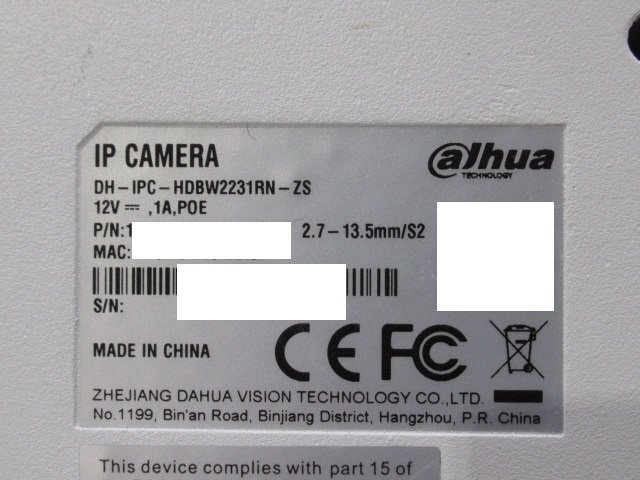 IP CAMERA
alhua
TECHNOLOGY
DH-IPC-HDBW2231RN-ZS
12V⎓,1A,POE
P/N:1 2.7-13.5mm/S2
MAC:
S/N:
MADE IN CHINA
CE FC
ZHEJIANG DAHUA VISION TECHNOLOGY CO.,LTD.
No.1199, Bin'an Road, Binjiang District, Hangzhou, P.R. China
This device complies with part 15 of